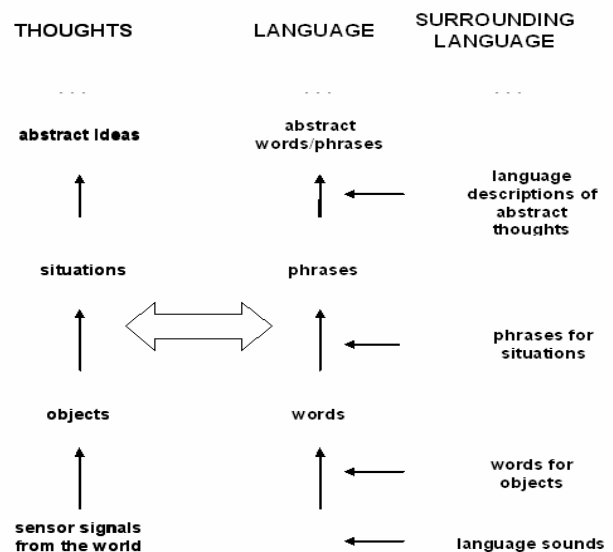 THOUGHTS
LANGUAGE
SURROUNDING
LANGUAGE
. . .
. . .
. . .
abstract ideas
abstract
words/phrases
language
descriptions of
abstract
thoughts
situations
phrases
phrases for
situations
objects
words
words for
objects
sensor signals
from the world
language sounds